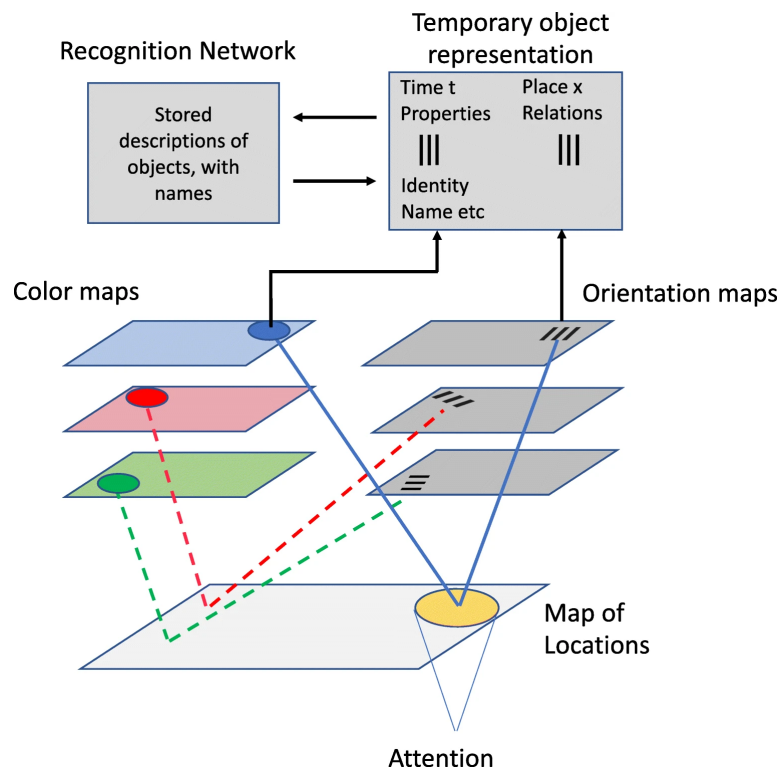 Recognition Network
Stored
descriptions of
objects, with
names
Temporary object
representation
Time t
Properties
Identity
Name etc
Place x
Relations
Color maps
Orientation maps
Map of
Locations
Attention